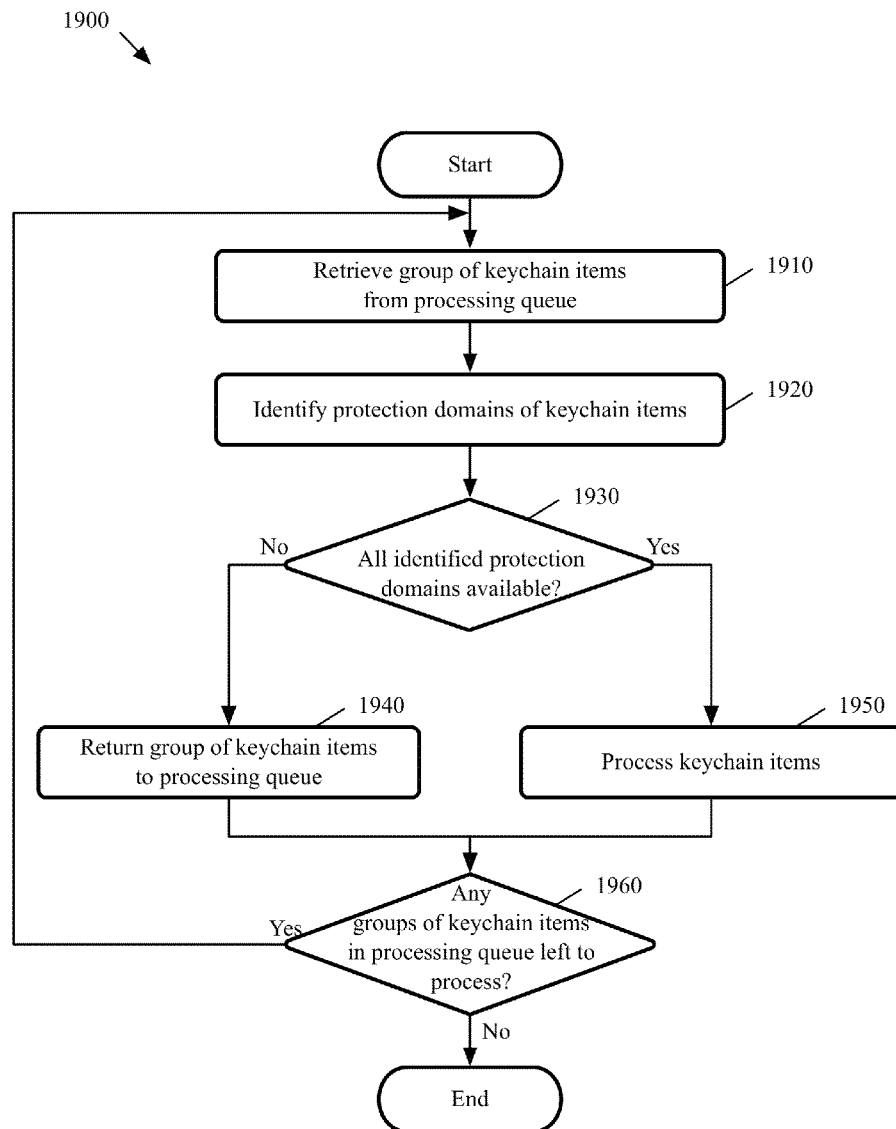 1900
Start
Retrieve group of keychain items
from processing queue
1910
Identify protection domains of keychain items
1920
1930
No
Yes
All identified protection
domains available?
1940
1950
Return group of keychain items
to processing queue
Process keychain items
1960
Any
Yes
groups of keychain items
in processing queue left to
process?
No
End